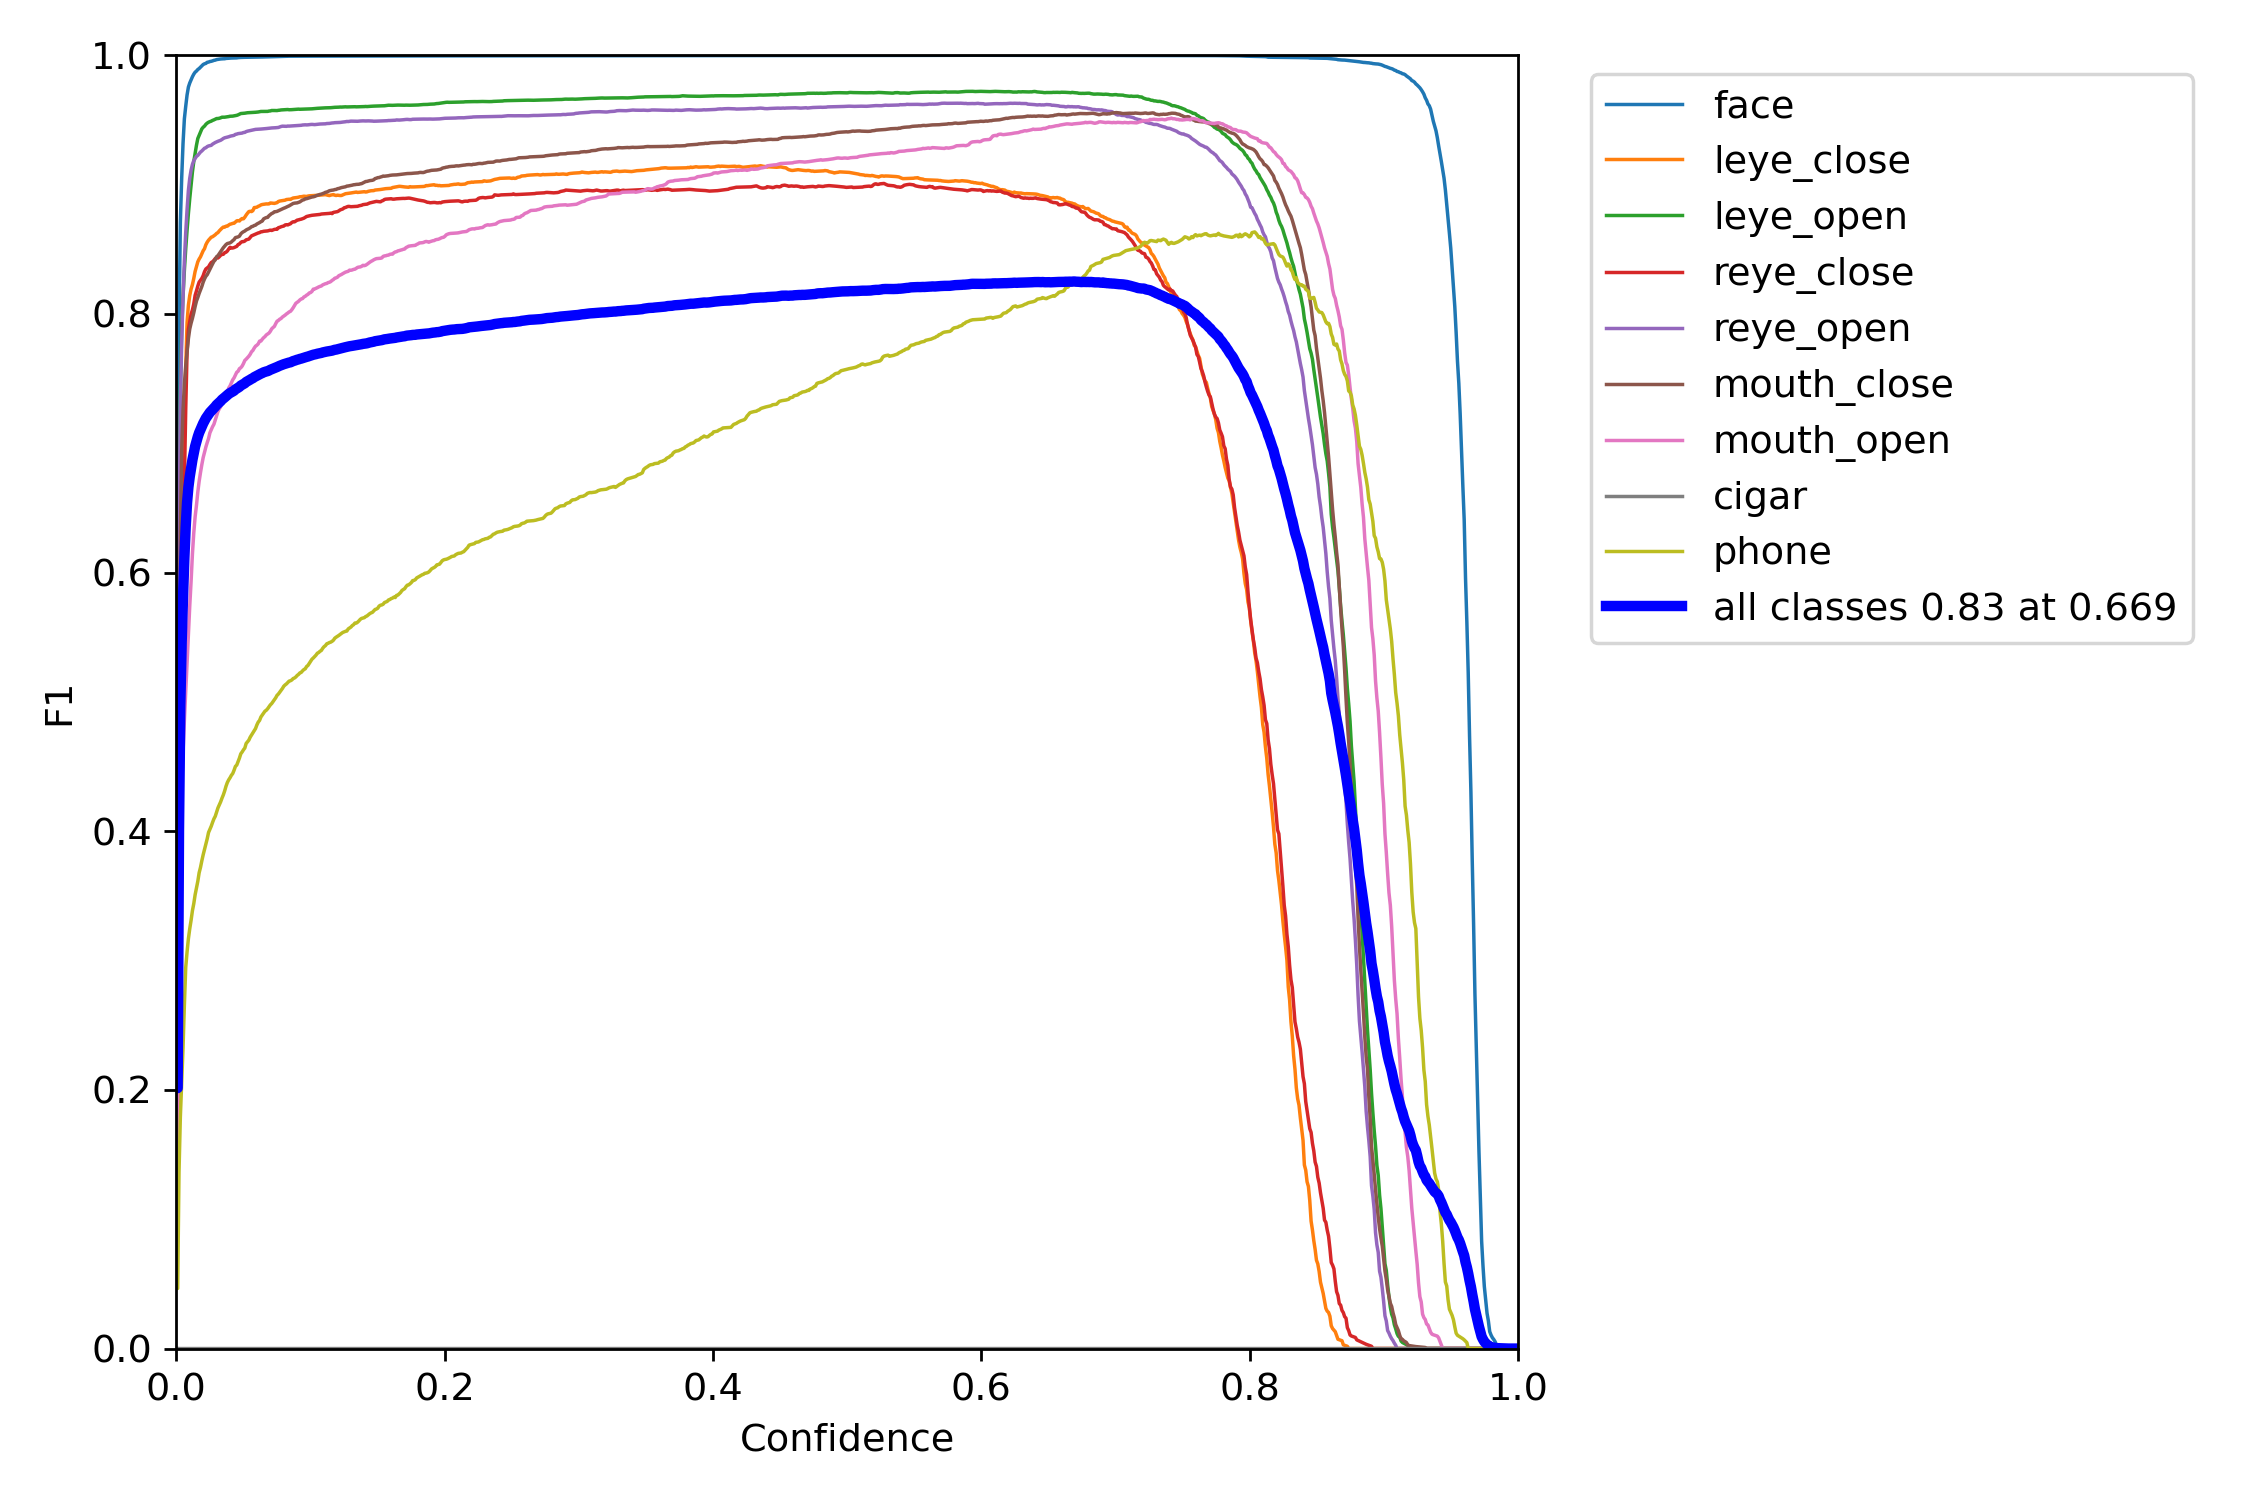 1.0
0.8
0.6
0.4
0.2
0.0
F1
0.0 0.2 0.4 0.6 0.8 1.0
Confidence
face
leye_close
leye_open
reye_close
reye_open
mouth_close
mouth_open
cigar
phone
all classes 0.83 at 0.669